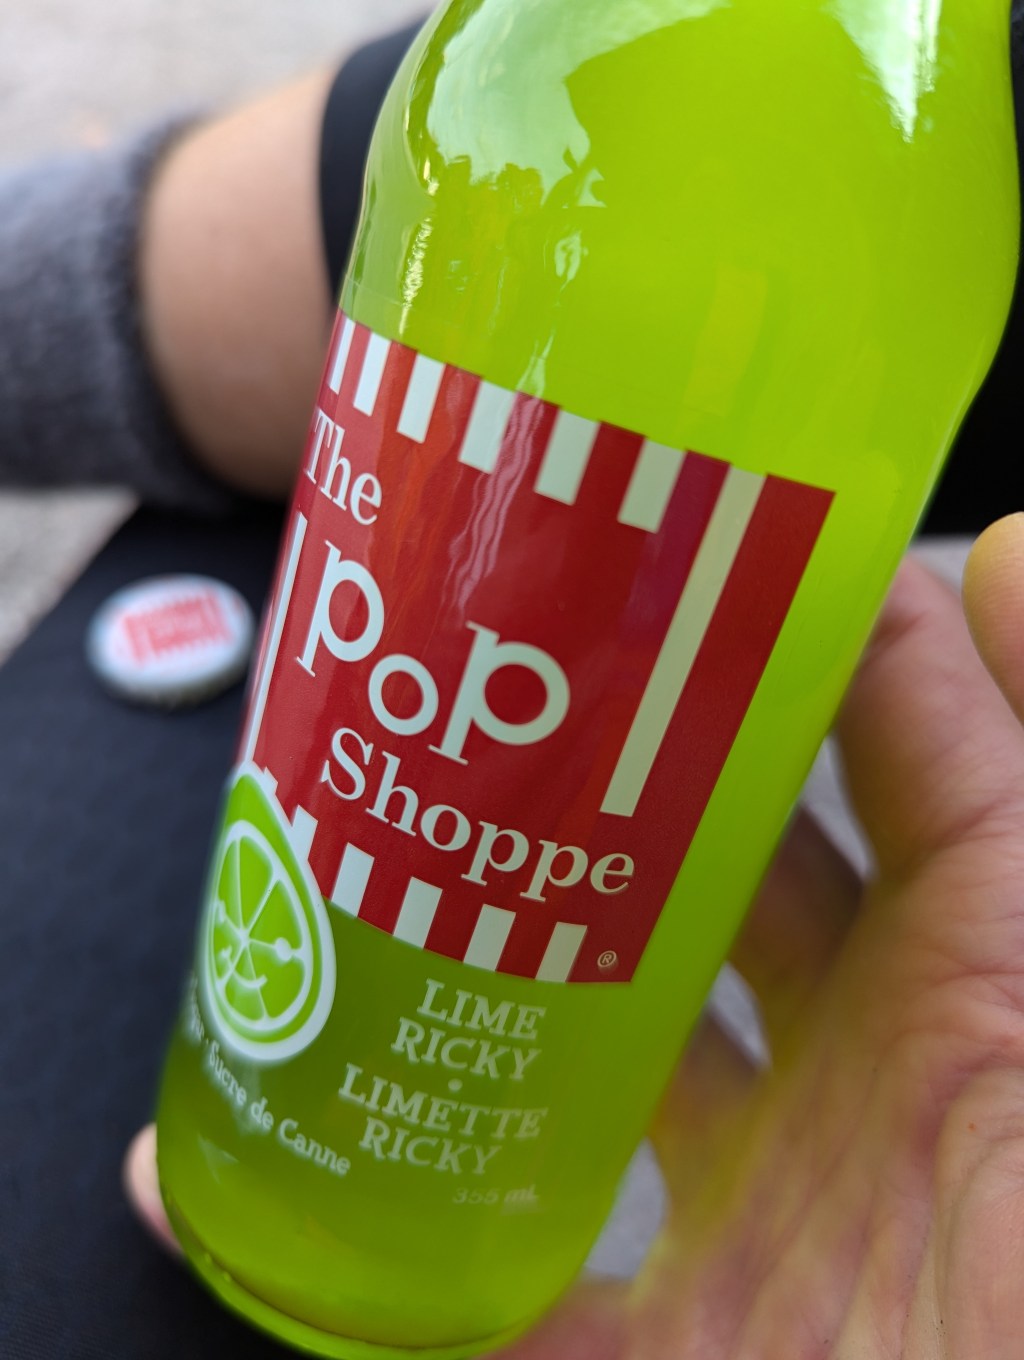 The
Pop
Shoppe
®
LIME
RICKY
•
LIMETTE
RICKY
355 mL
Sucre de Canne